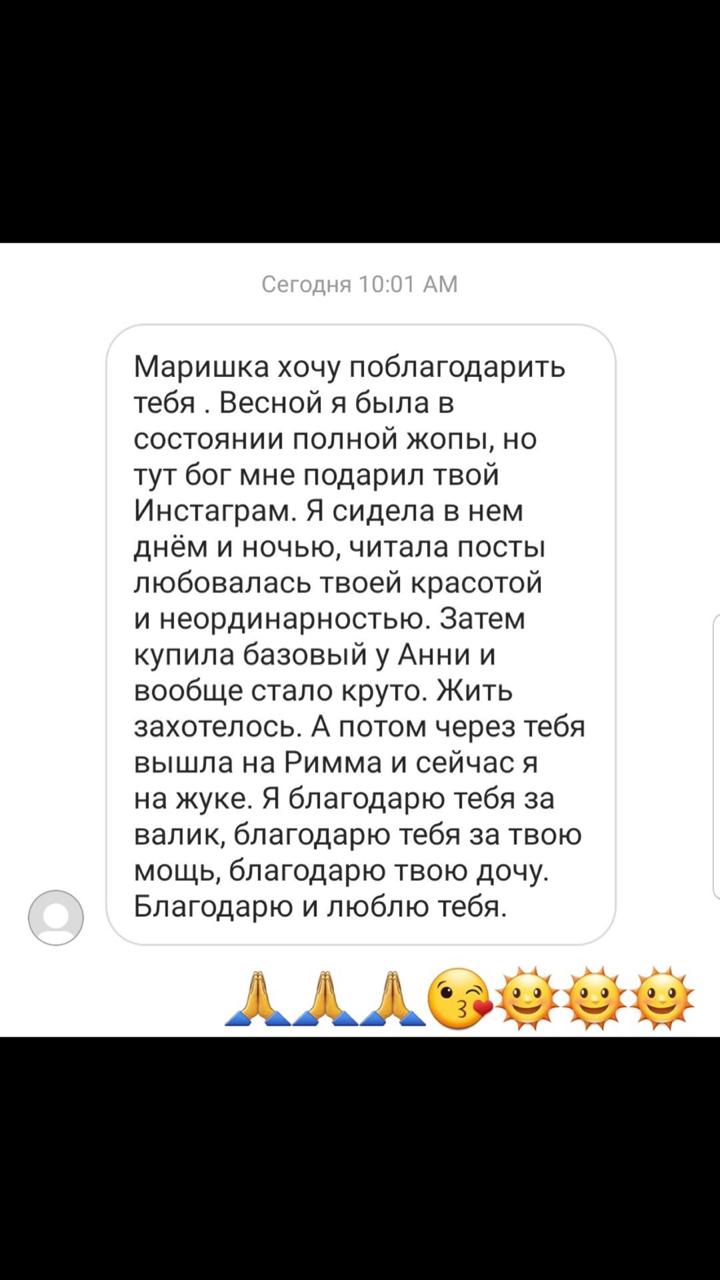 Сегодня 10:01 AM
Маришка хочу поблагодарить
тебя . Весной я была в
состоянии полной жопы, но
тут бог мне подарил твой
Инстаграм. Я сидела в нем
днём и ночью, читала посты
любовалась твоей красотой
и неординарностью. Затем
купила базовый у Анни и
вообще стало круто. Жить
захотелось. А потом через тебя
вышла на Римма и сейчас я
на жуке. Я благодарю тебя за
валик, благодарю тебя за твою
мощь, благодарю твою дочу.
Благодарю и люблю тебя.
🙏🙏🙏😘🌞🌞🌞